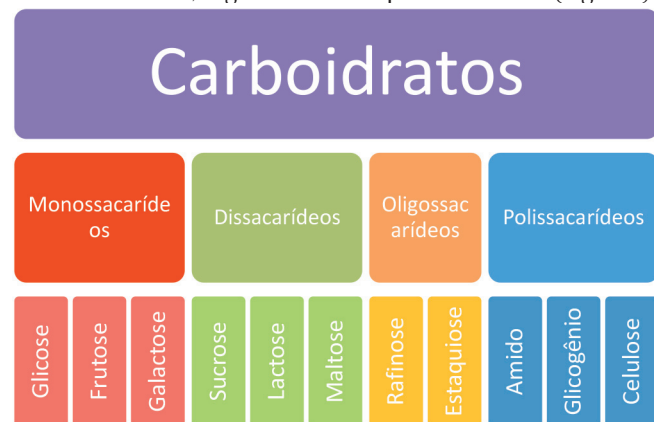 Carboidratos
Monossacaríde
os
Dissacarídeos
Oligossac
arídeos
Polissacarídeos
Glicose
Frutose
Galactose
Sucrose
Lactose
Maltose
Rafinose
Estaquiose
Amido
Glicogênio
Celulose